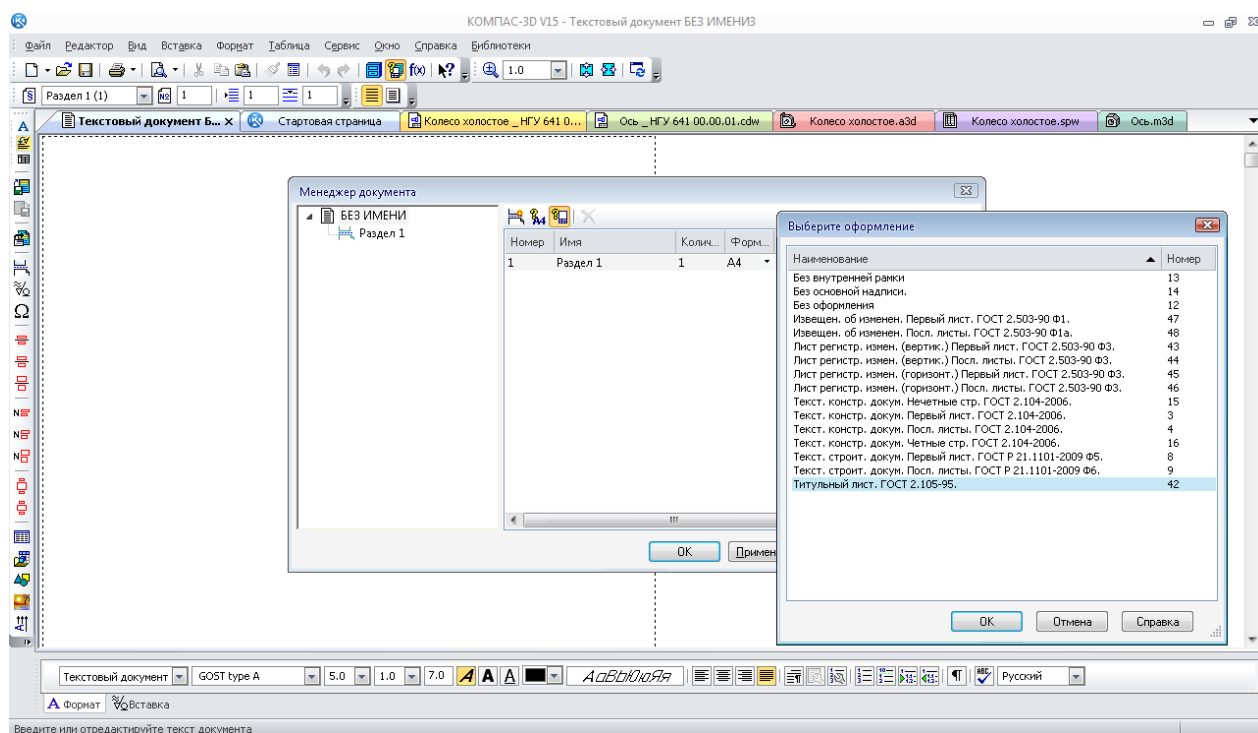 КОМПАС-3D V15 - Текстовый документ БЕЗ ИМЕНИ3
Файл Редактор Вид Вставка Формат Таблица Сервис Окно Справка Библиотеки
f(x) 1.0
§ Раздел 1 (1) № 1 1 1
Текстовый документ Б... Стартовая страница Колесо холостое _ НГУ 641 0... Ось _ НГУ 641 00.00.01.cdw Колесо холостое.a3d Колесо холостое.spw Ось.m3d
Менеджер документа
БЕЗ ИМЕНИ
Раздел 1
Номер Имя Колич... Форм...
1 Раздел 1 1 А4
OK Примен
Выберите оформление
Наименование Номер
Без внутренней рамки 13
Без основной надписи. 14
Без оформления 12
Извещен. об изменен. Первый лист. ГОСТ 2.503-90 Ф1. 47
Извещен. об изменен. Посл. листы. ГОСТ 2.503-90 Ф1а. 48
Лист регистр. измен. (вертик.) Первый лист. ГОСТ 2.503-90 Ф3. 43
Лист регистр. измен. (вертик.) Посл. листы. ГОСТ 2.503-90 Ф3. 44
Лист регистр. измен. (горизонт.) Первый лист. ГОСТ 2.503-90 Ф3. 45
Лист регистр. измен. (горизонт.) Посл. листы. ГОСТ 2.503-90 Ф3. 46
Текст. констр. докум. Нечетные стр. ГОСТ 2.104-2006. 15
Текст. констр. докум. Первый лист. ГОСТ 2.104-2006. 3
Текст. констр. докум. Посл. листы. ГОСТ 2.104-2006. 4
Текст. констр. докум. Четные стр. ГОСТ 2.104-2006. 16
Текст. строит. докум. Первый лист. ГОСТ Р 21.1101-2009 Ф5. 8
Текст. строит. докум. Посл. листы. ГОСТ Р 21.1101-2009 Ф6. 9
Титульный лист. ГОСТ 2.105-95. 42
OK Отмена Справка
Текстовый документ GOST type A 5.0 1.0 7.0 A A A АаВbЮюЯя Русский
А Формат Вставка
Введите или отредактируйте текст документа